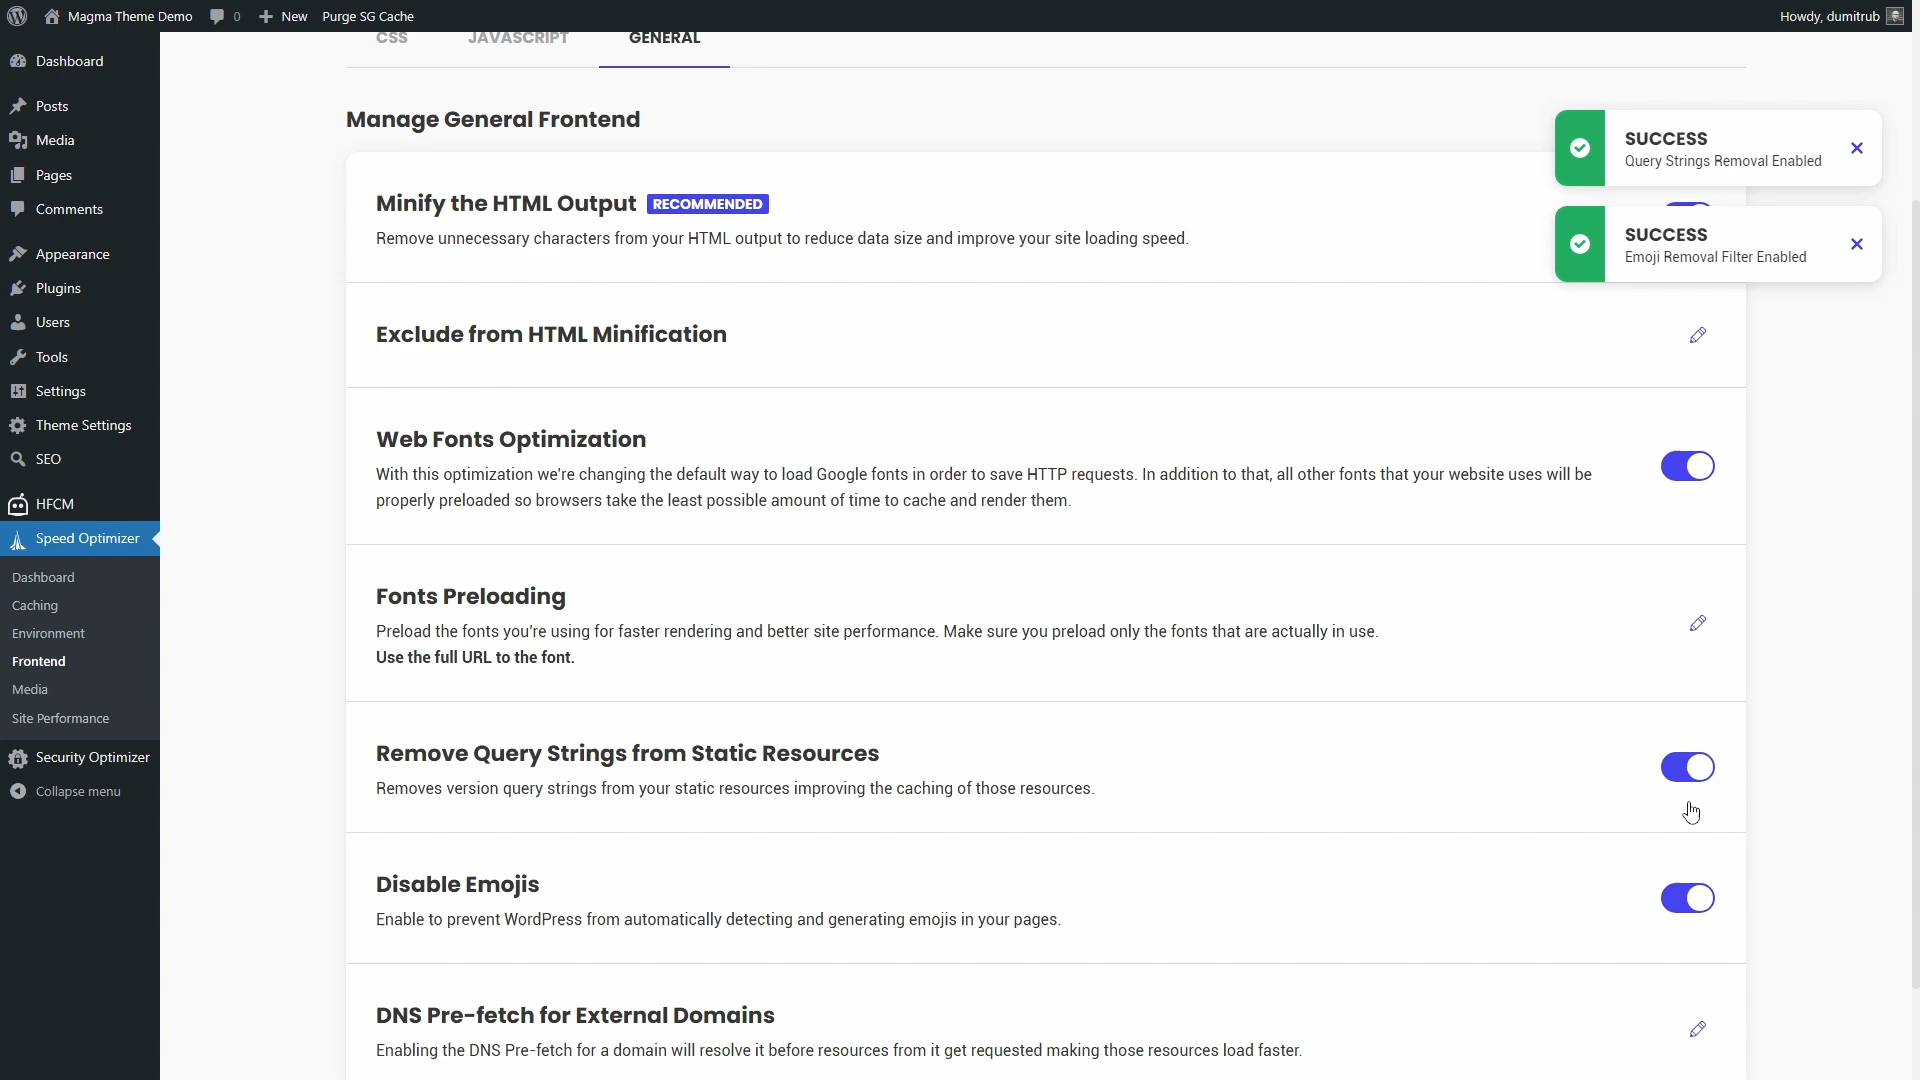 Magma Theme Demo
0
New
Purge SG Cache
Howdy, dumitrub
Dashboard
Posts
Media
Pages
Comments
Appearance
Plugins
Users
Tools
Settings
Theme Settings
SEO
HFCM
Speed Optimizer
Dashboard
Caching
Environment
Frontend
Media
Site Performance
Security Optimizer
Collapse menu
CSS
JAVASCRIPT
GENERAL
Manage General Frontend
Minify the HTML Output
RECOMMENDED
Remove unnecessary characters from your HTML output to reduce data size and improve your site loading speed.
Exclude from HTML Minification
Web Fonts Optimization
With this optimization we're changing the default way to load Google fonts in order to save HTTP requests. In addition to that, all other fonts that your website uses will be
properly preloaded so browsers take the least possible amount of time to cache and render them.
Fonts Preloading
Preload the fonts you're using for faster rendering and better site performance. Make sure you preload only the fonts that are actually in use.
Use the full URL to the font.
Remove Query Strings from Static Resources
Removes version query strings from your static resources improving the caching of those resources.
Disable Emojis
Enable to prevent WordPress from automatically detecting and generating emojis in your pages.
DNS Pre-fetch for External Domains
Enabling the DNS Pre-fetch for a domain will resolve it before resources from it get requested making those resources load faster.
SUCCESS
Query Strings Removal Enabled
SUCCESS
Emoji Removal Filter Enabled